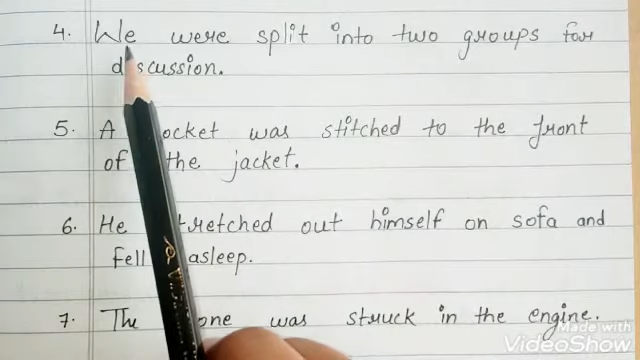 4. We were split into two groups for
discussion.
5. A ocket was stitched to the front
of the jacket.
6. He tretched out himself on sofa and
fell asleep.
7. The one was struck in the engine.
Made with
VideoShow